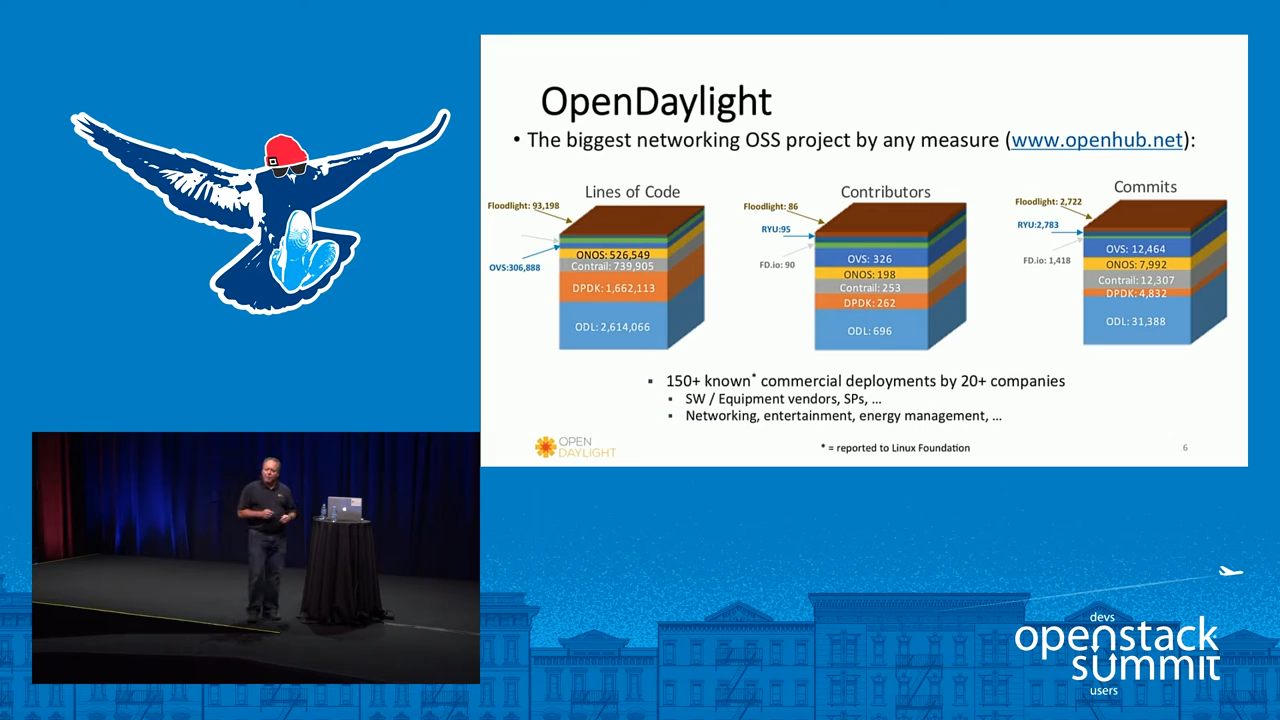 OpenDaylight
• The biggest networking OSS project by any measure (www.openhub.net):
Lines of Code
Floodlight: 93,198
OVS:306,888
ONOS: 526,549
Contrail: 739,905
DPDK: 1,662,113
ODL: 2,614,066
Contributors
Floodlight: 86
RYU:95
FD.io: 90
OVS: 326
ONOS: 198
Contrail: 253
DPDK: 262
ODL: 696
Commits
Floodlight: 2,722
RYU:2,783
FD.io: 1,418
OVS: 12,464
ONOS: 7,992
Contrail: 12,307
DPDK: 4,832
ODL: 31,388
▪ 150+ known* commercial deployments by 20+ companies
▪ SW / Equipment vendors, SPs, …
▪ Networking, entertainment, energy management, …
OPEN
DAYLIGHT
* = reported to Linux Foundation
6
devs
openstack
summit
users